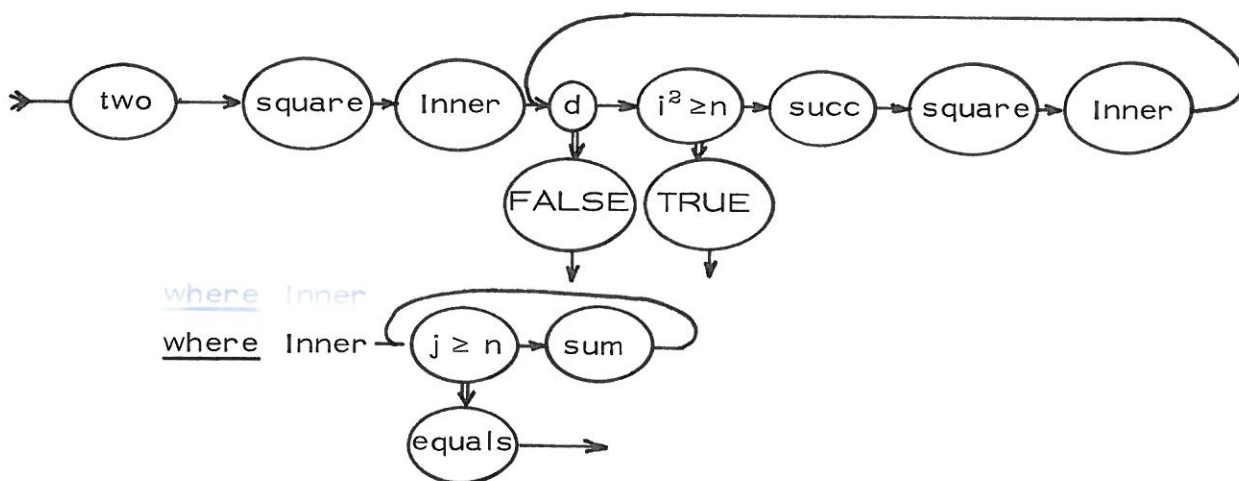 two square Inner d i² ≥n succ square Inner
FALSE TRUE
where Inner
where Inner j ≥ n sum
equals